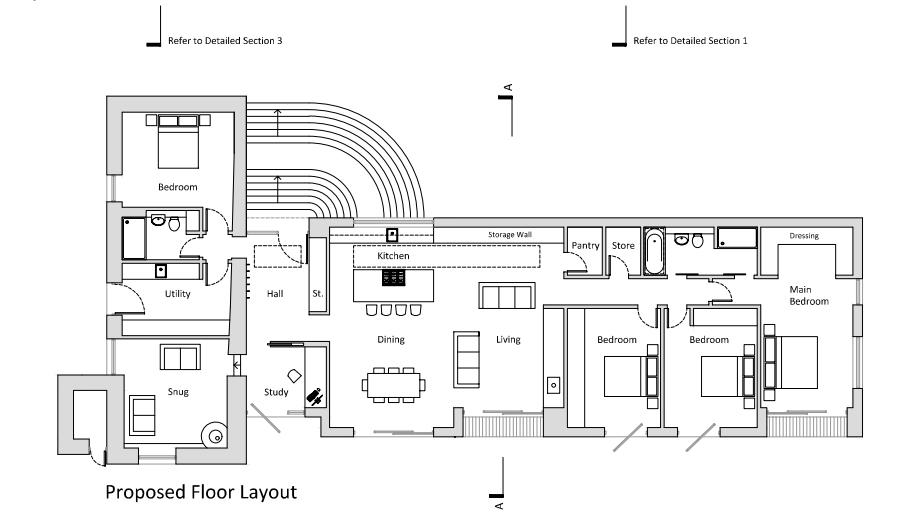 Refer to Detailed Section 3
Refer to Detailed Section 1
A
Bedroom
Storage Wall
Dressing
Pantry
Store
Kitchen
Utility
Hall
St.
Main
Bedroom
Dining
Living
Bedroom
Bedroom
Snug
Study
Proposed Floor Layout
A